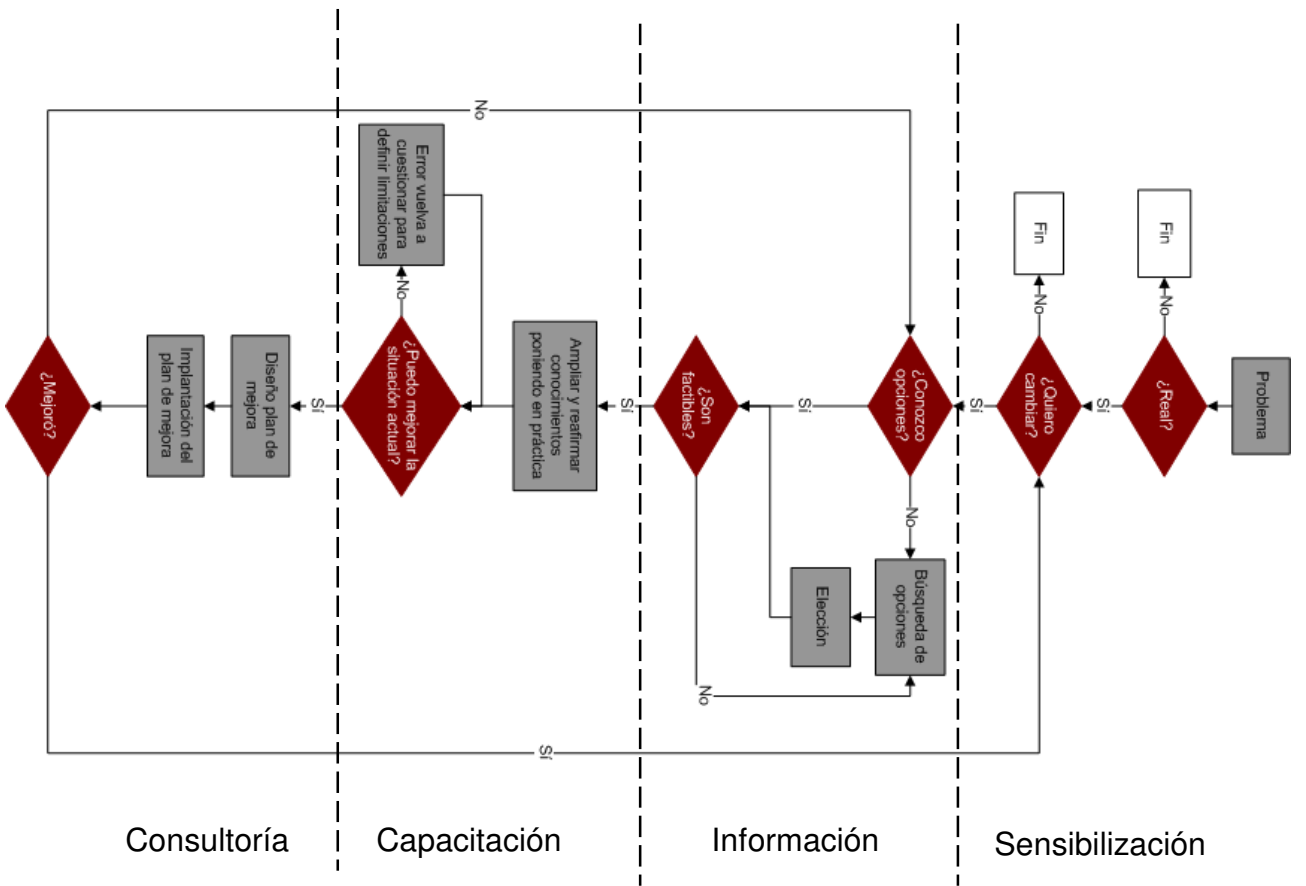 Problema
¿Real?
Sí
No
Fin
¿Quiero
cambiar?
Sí
No
Fin
¿Conozco
opciones?
Si
No
Búsqueda de
opciones
Elección
¿Son
factibles?
No
Sí
Ampliar y reafirmar
conocimientos
poniendo en práctica
¿Puedo mejorar la
situación actual?
No
Error vuelva a
cuestionar para
definir limitaciones
Sí
Diseño plan de
mejora
Implantación del
plan de mejora
¿Mejoró?
No
Sí
Consultoría
Capacitación
Información
Sensibilización